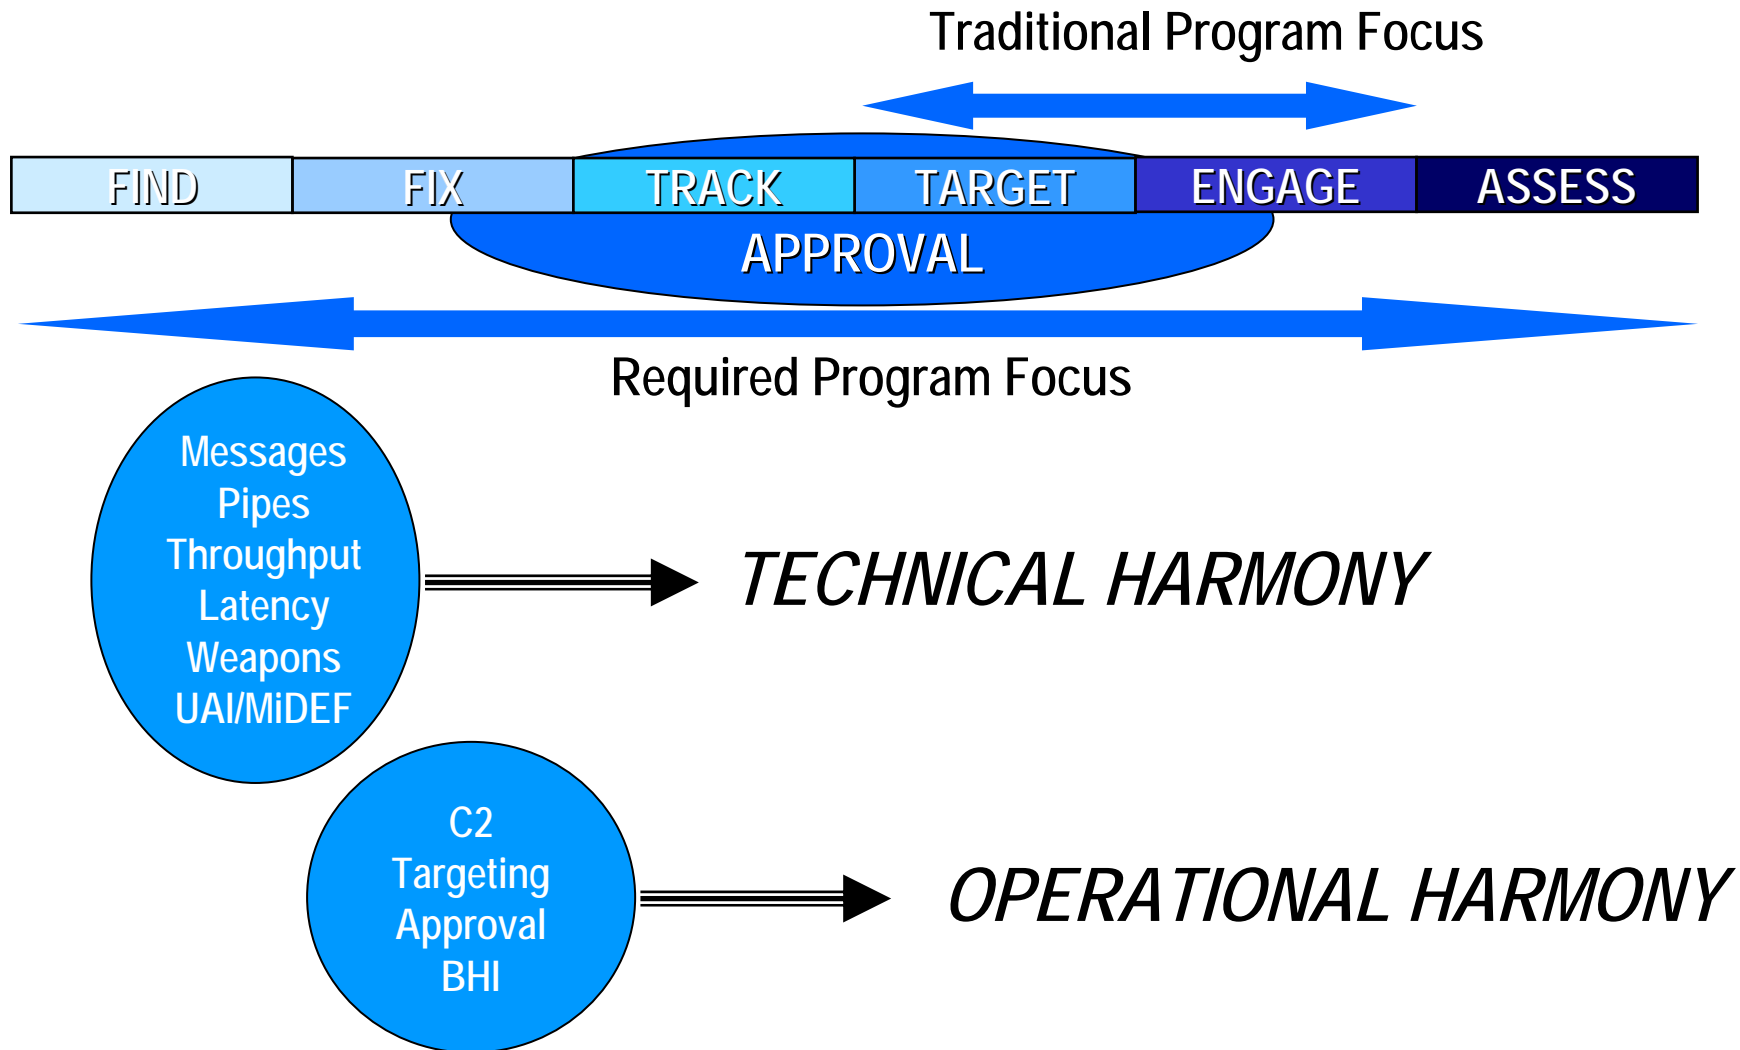 Traditional Program Focus
FIND FIX TRACK TARGET ENGAGE ASSESS
APPROVAL
Required Program Focus
Messages
Pipes
Throughput
Latency
Weapons
UAI/MiDEF
TECHNICAL HARMONY
C2
Targeting
Approval
BHI
OPERATIONAL HARMONY